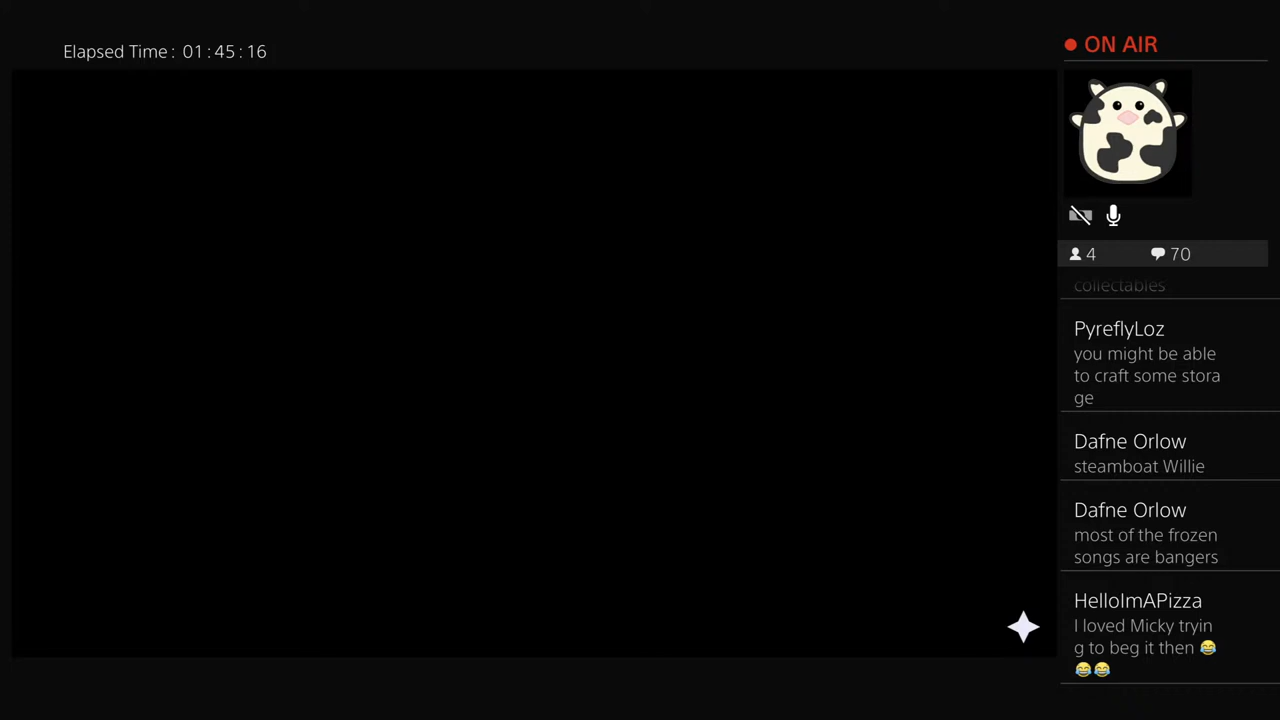 Elapsed Time: 01:45:16
ON AIR
4 70
collectables
PyreflyLoz
you might be able
to craft some stora
ge
Dafne Orlow
steamboat Willie
Dafne Orlow
most of the frozen
songs are bangers
HelloImAPizza
I loved Micky tryin
g to beg it then 😂
😂😂